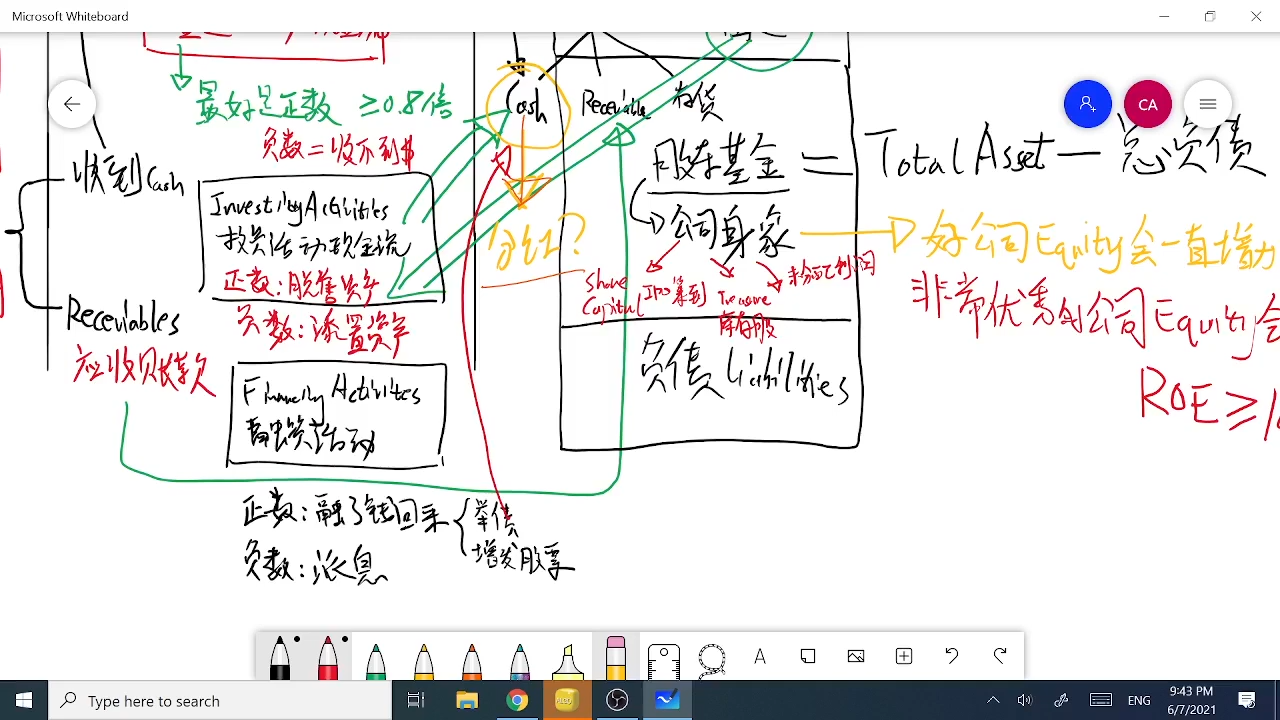 Microsoft Whiteboard
最好是正数 ≥0.8倍
负数=收不到钱
收到Cash
Investing Activities
投资活动现金流
正数:脱售资产
负数:添置资产
Receviables
应收账款
Financing Activites
融资活动
正数:融了钱回来
举债
增发股票
负数:派息
Cash
Receivable
存货
分红?
股东基金 = Total Asset — 总负债
公司身家
好公司Equity会一直增加
Share Capital
IPO筹到
Treasure
库存股
未分配利润
非常优秀的公司Equity会
ROE ≥
负债 Liabilities
CA
Type here to search
ENG
9:43 PM
6/7/2021